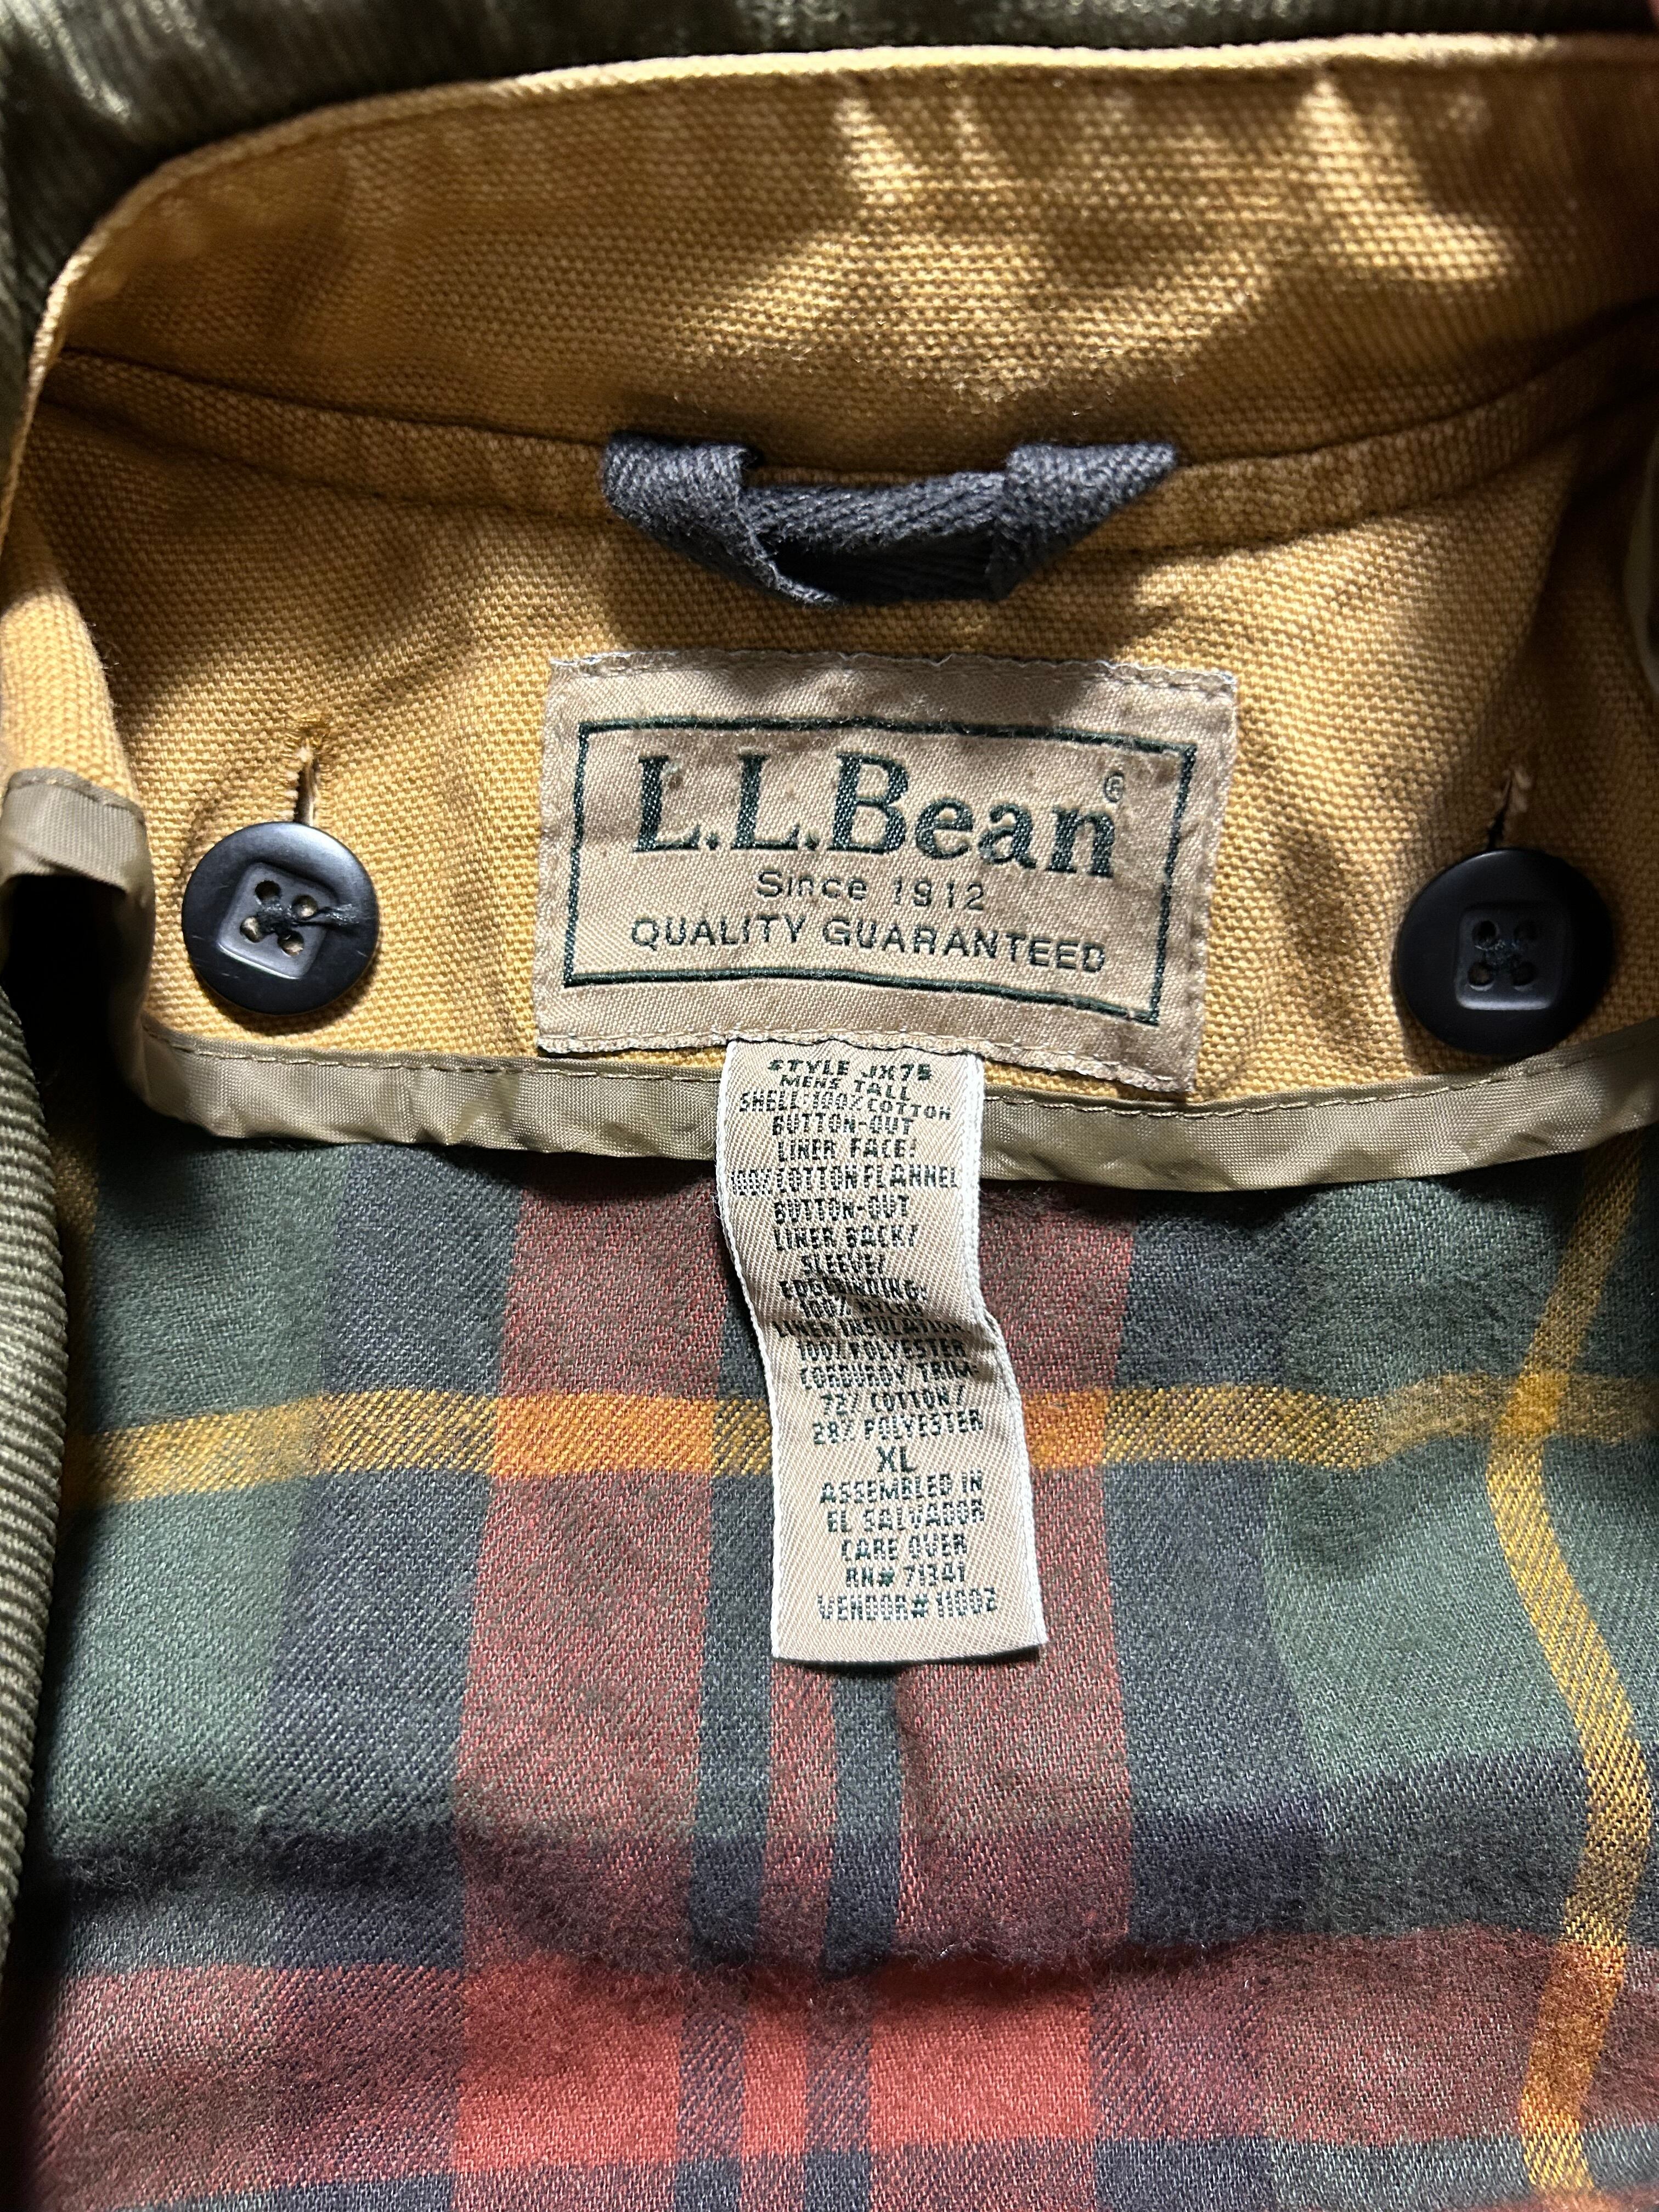 L.L.Bean®
Since 1912
QUALITY GUARANTEED
STYLE JX75
MENS TALL
SHELL:100% COTTON
BUTTON-OUT
LINER FACE:
100% COTTON FLANNEL
BUTTON-OUT
LINER BACK/
SLEEVE/
EDGEBINDING:
100% NYLON
LINER INSULATION
100% POLYESTER
CORDUROY TRIM:
72% COTTON/
28% POLYESTER
XL
ASSEMBLED IN
EL SALVADOR
CARE OVER
RN# 71341
VENDOR# 11002